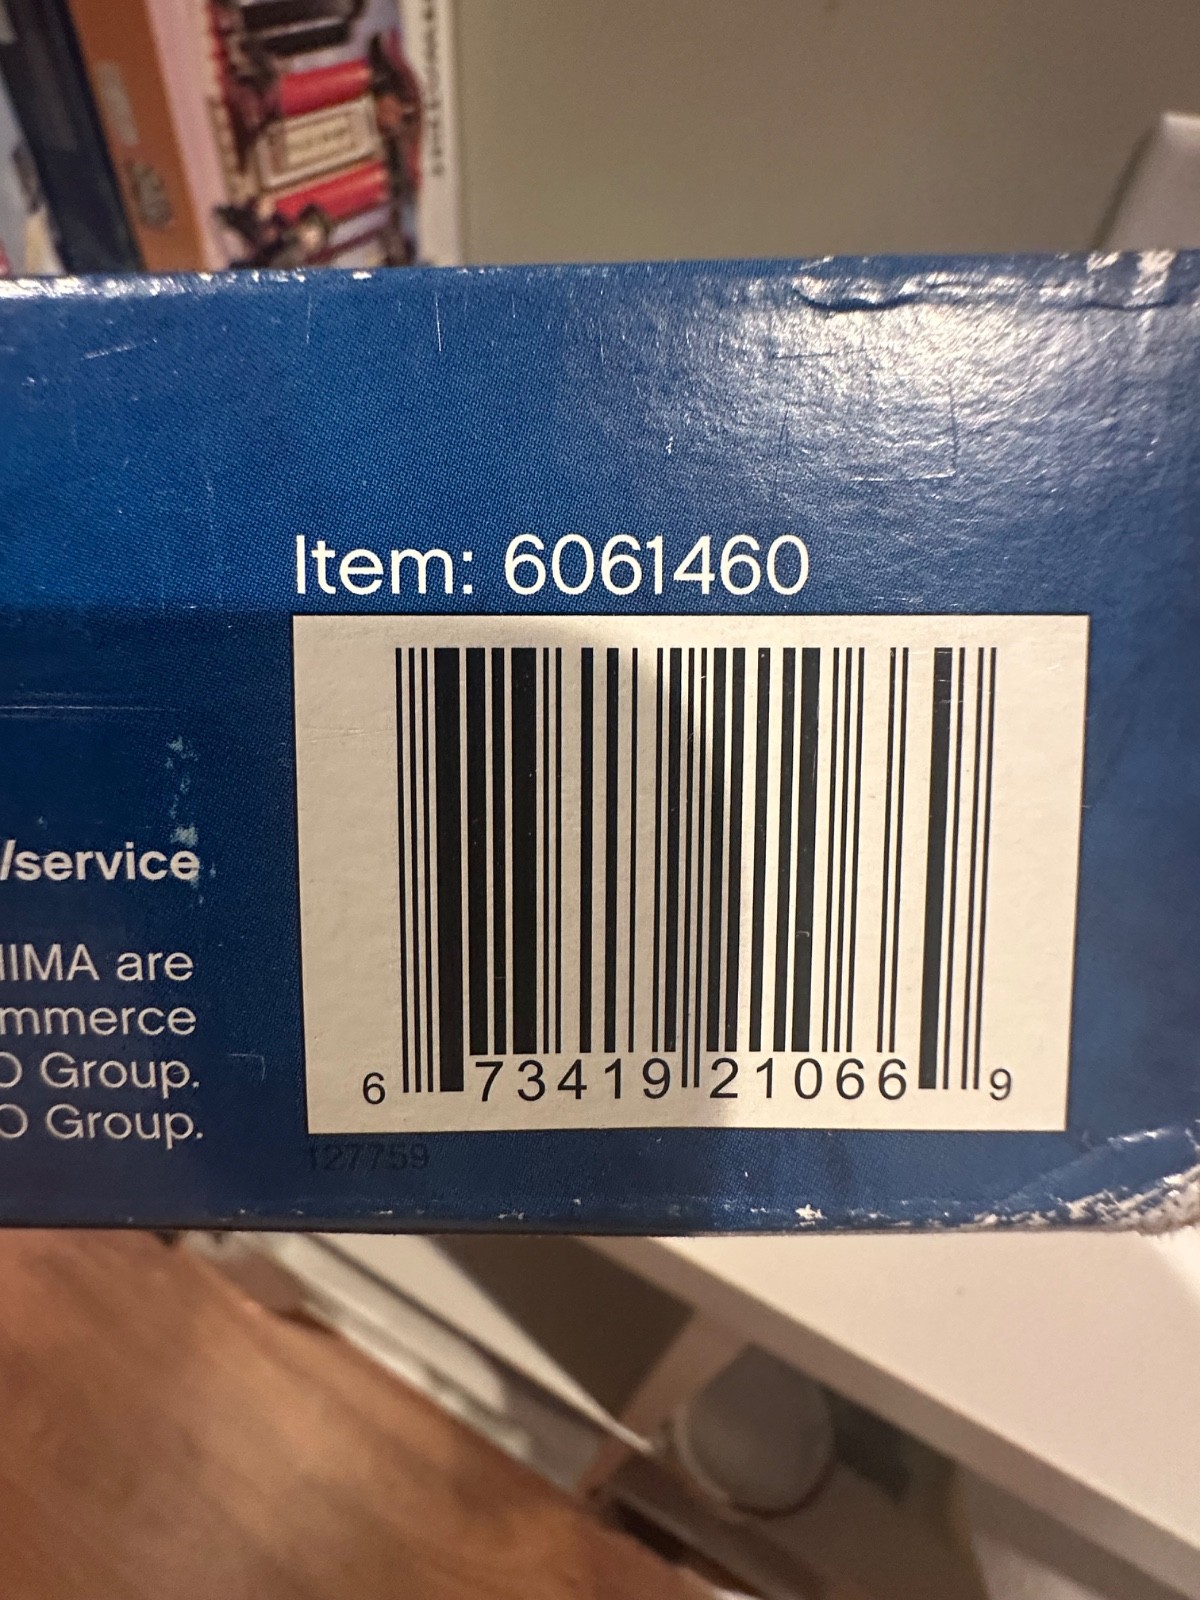 Item: 6061460
/service
IIMA are
mmerce
O Group.
O Group.
6 73419 21066 9
127759